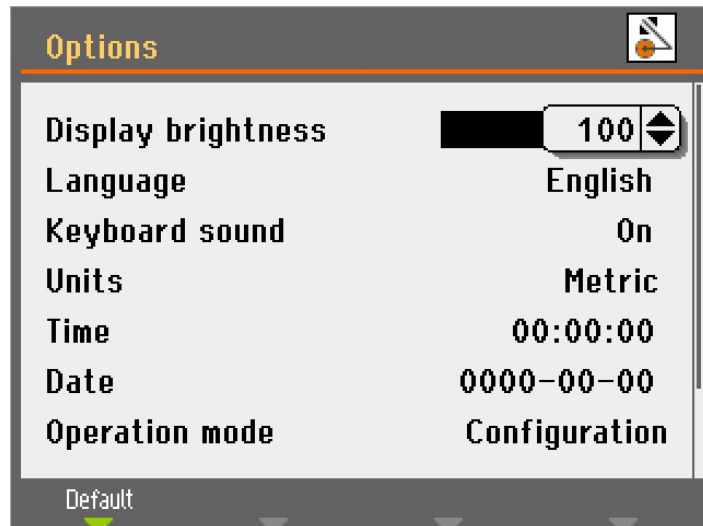 Options
Display brightness 100
Language English
Keyboard sound On
Units Metric
Time 00:00:00
Date 0000-00-00
Operation mode Configuration
Default